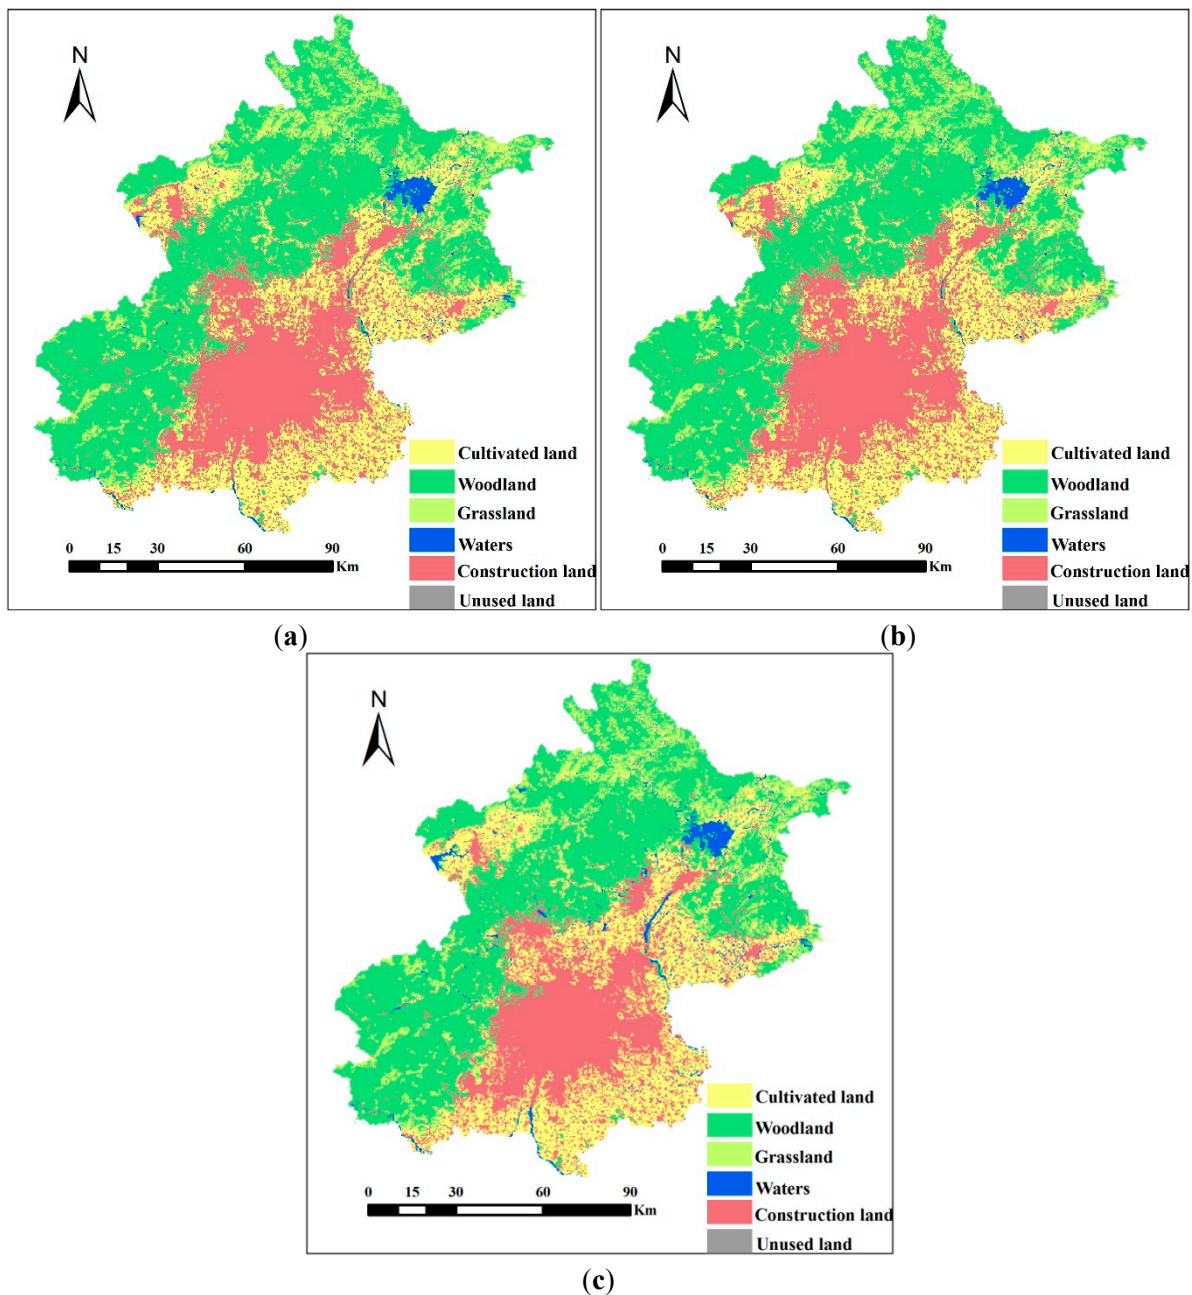 N
Cultivated land
Woodland
Grassland
Waters
Construction land
Unused land
0 15 30 60 90
Km
(a)
N
Cultivated land
Woodland
Grassland
Waters
Construction land
Unused land
0 15 30 60 90
Km
(b)
N
Cultivated land
Woodland
Grassland
Waters
Construction land
Unused land
0 15 30 60 90
Km
(c)